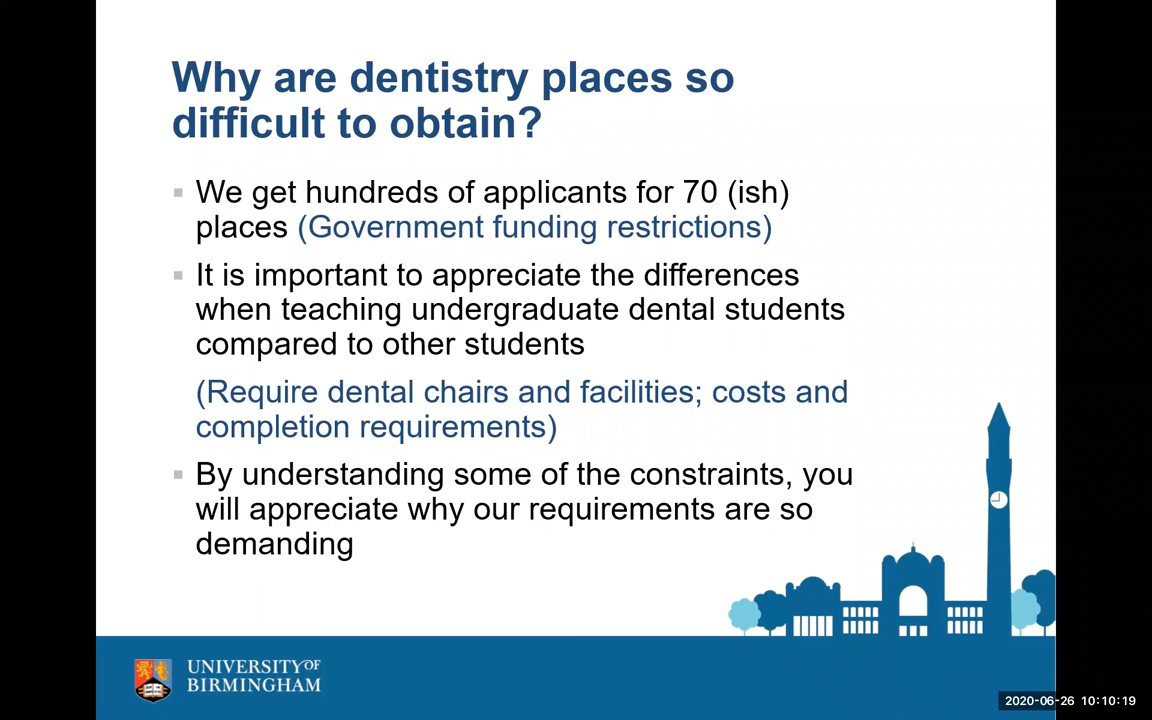 Why are dentistry places so
difficult to obtain?
We get hundreds of applicants for 70 (ish)
places (Government funding restrictions)
It is important to appreciate the differences
when teaching undergraduate dental students
compared to other students
(Require dental chairs and facilities; costs and
completion requirements)
By understanding some of the constraints, you
will appreciate why our requirements are so
demanding
UNIVERSITY OF
BIRMINGHAM
2020-06-26 10:10:19